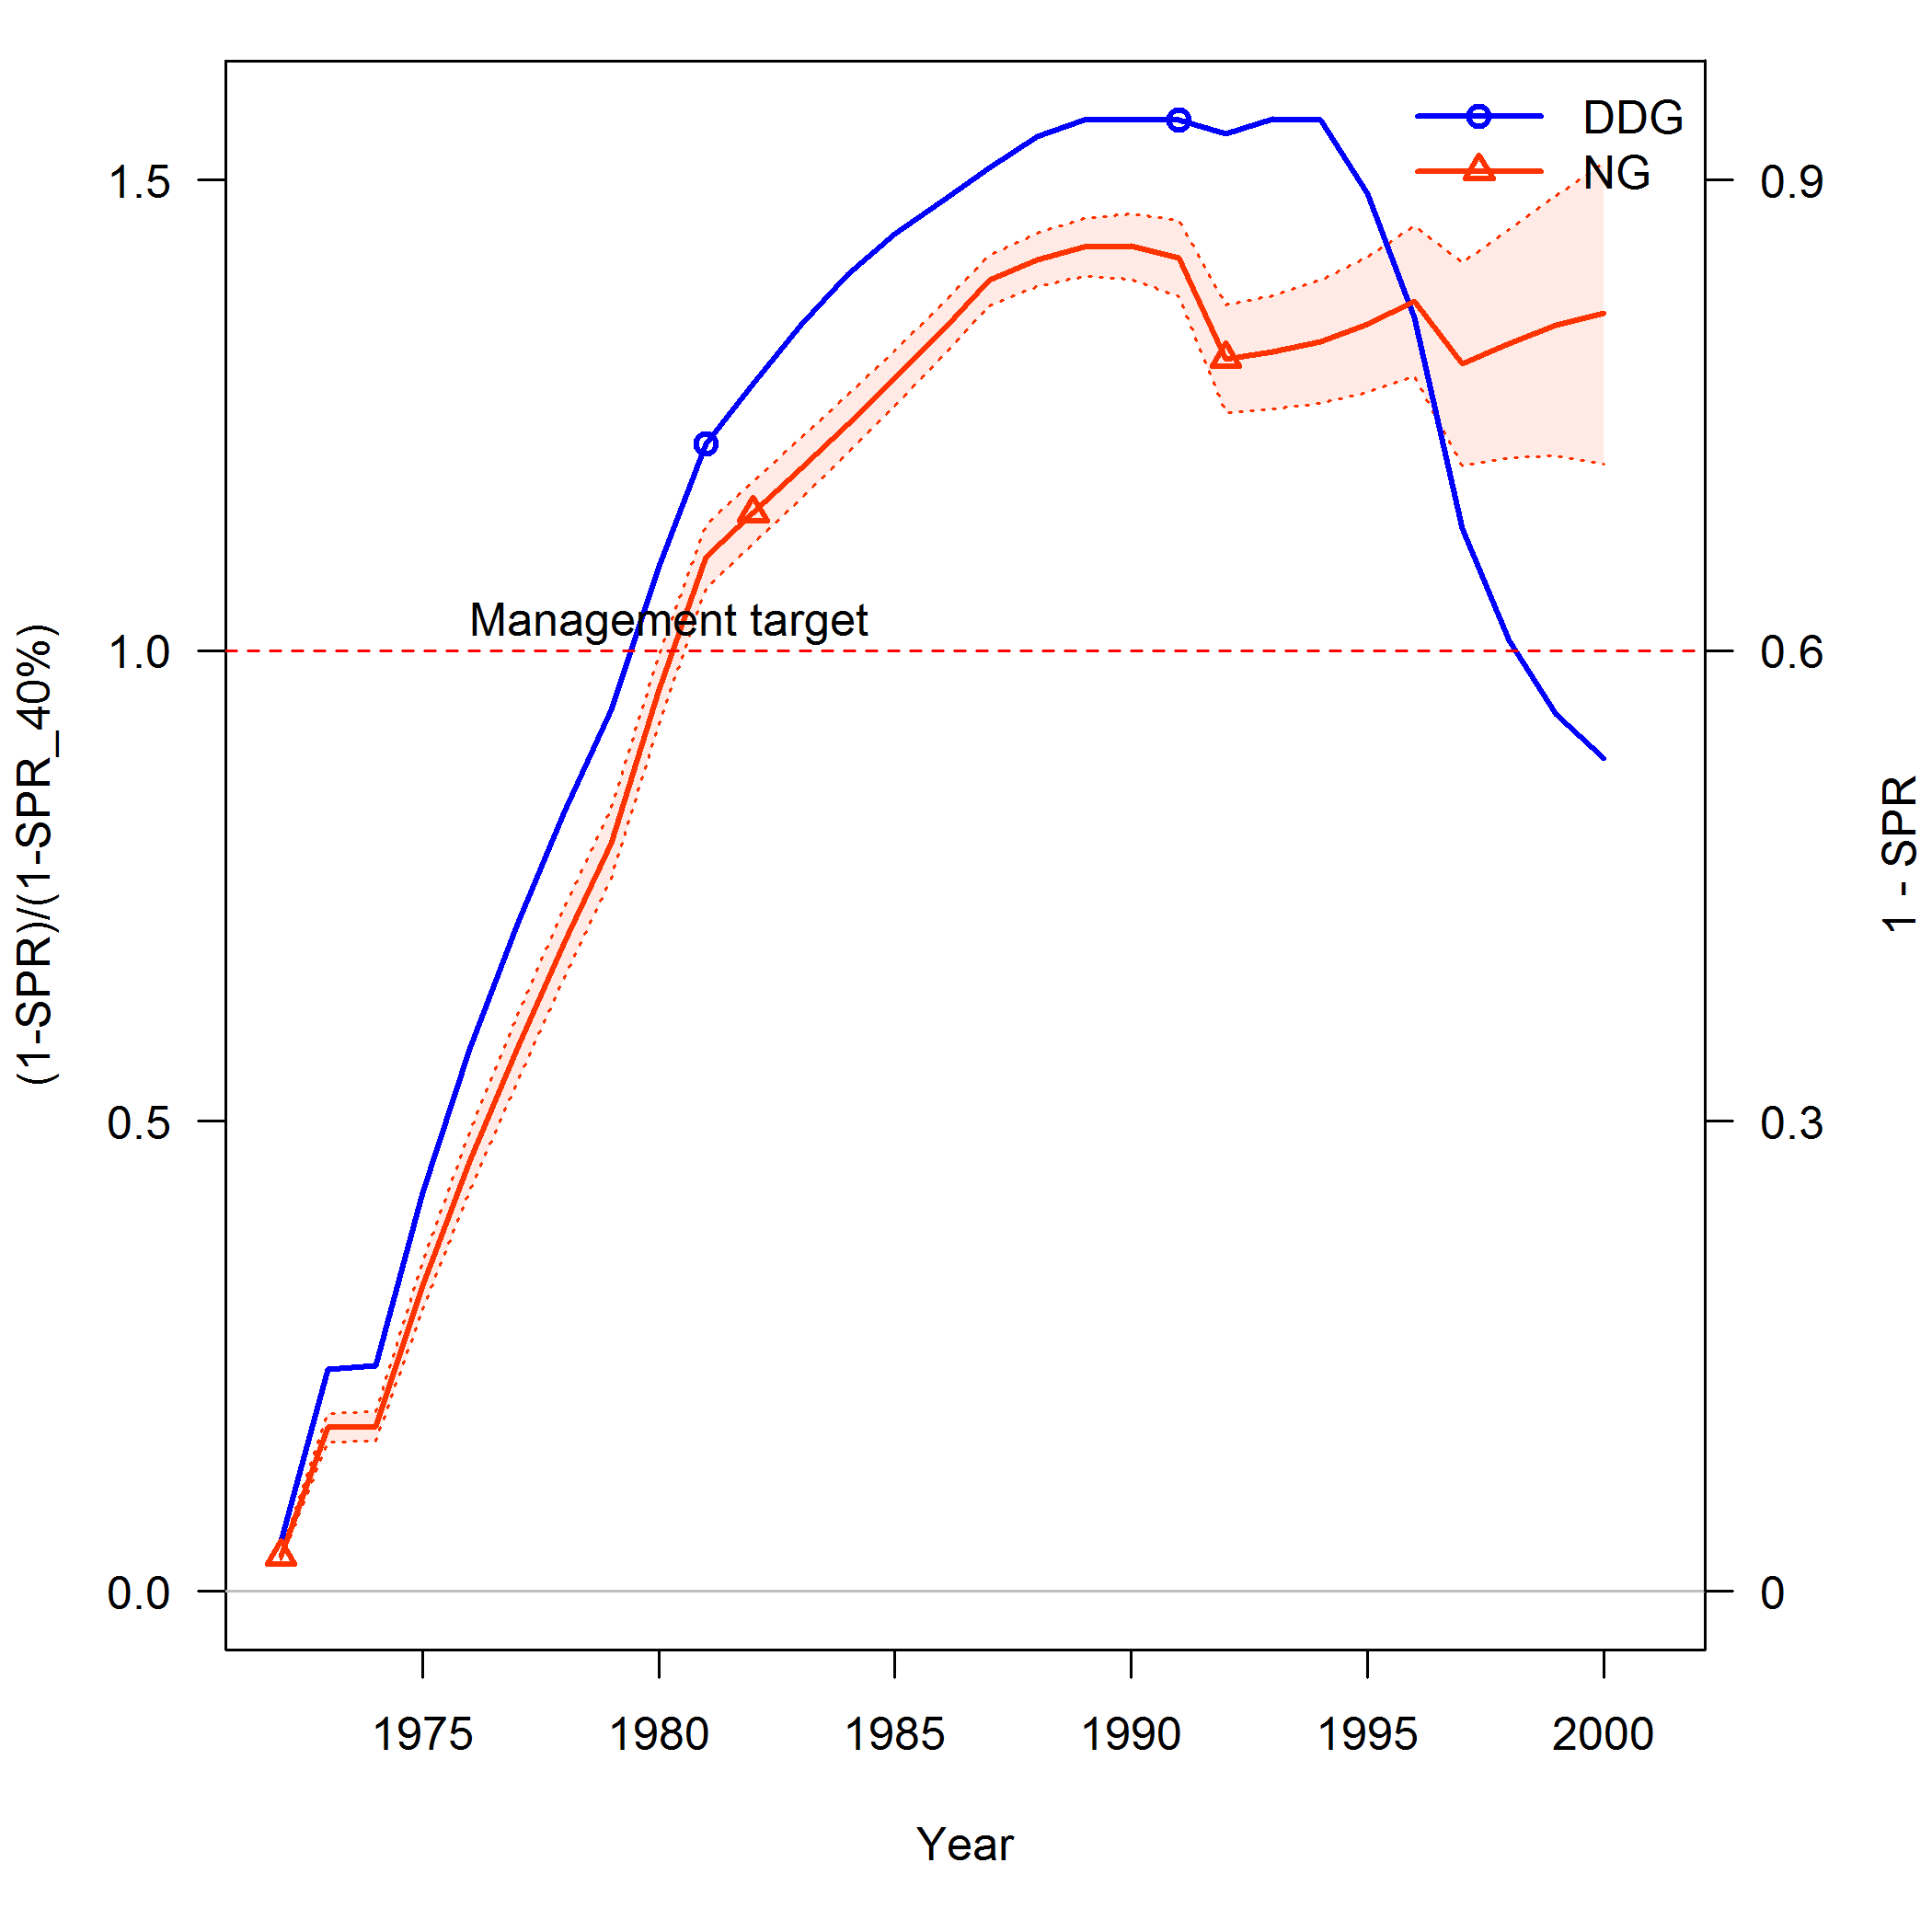 DDG
NG
Management target
(1-SPR)/(1-SPR_40%)
1.5
1.0
0.5
0.0
0.9
0.6
0.3
0
1 - SPR
1975 1980 1985 1990 1995 2000
Year